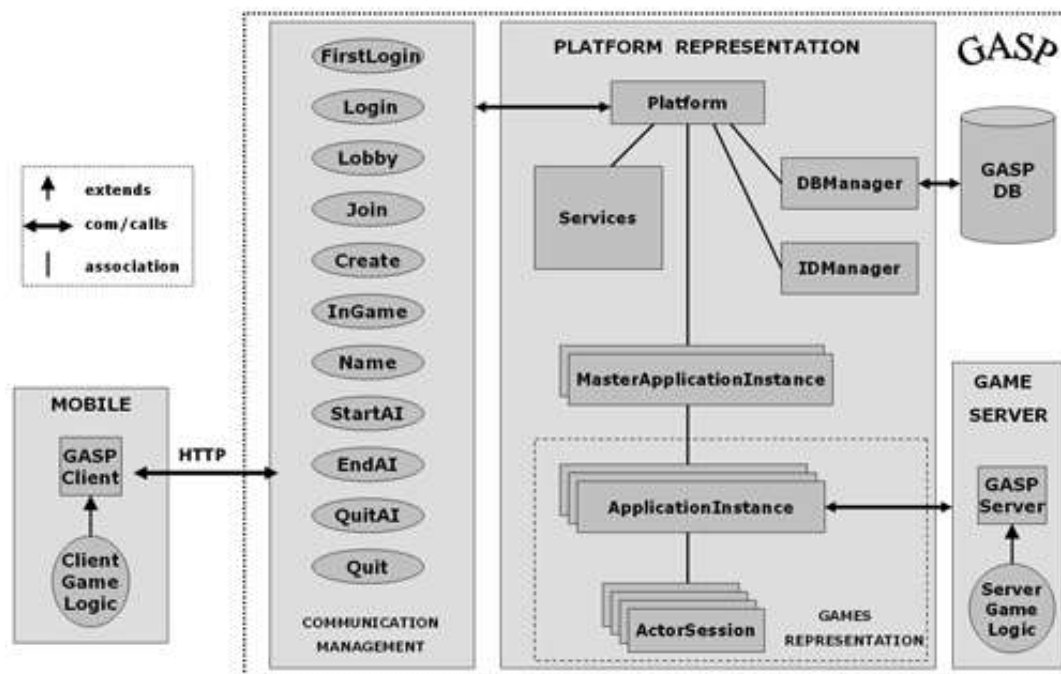 extends
com/calls
association
MOBILE
GASP
Client
Client
Game
Logic
HTTP
FirstLogin
Login
Lobby
Join
Create
InGame
Name
StartAI
EndAI
QuitAI
Quit
COMMUNICATION
MANAGEMENT
PLATFORM REPRESENTATION
Platform
Services
DBManager
IDManager
MasterApplicationInstance
ApplicationInstance
ActorSession
GAMES
REPRESENTATION
GASP
GASP
DB
GAME
SERVER
GASP
Server
Server
Game
Logic